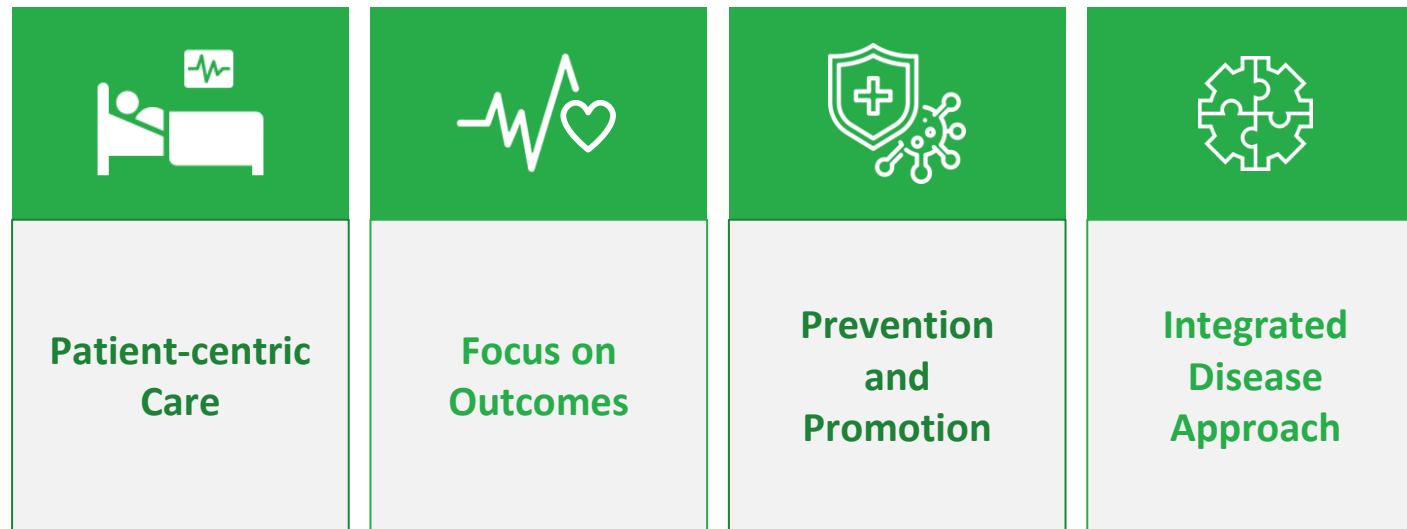 Patient-centric
Care
Focus on
Outcomes
Prevention
and
Promotion
Integrated
Disease
Approach